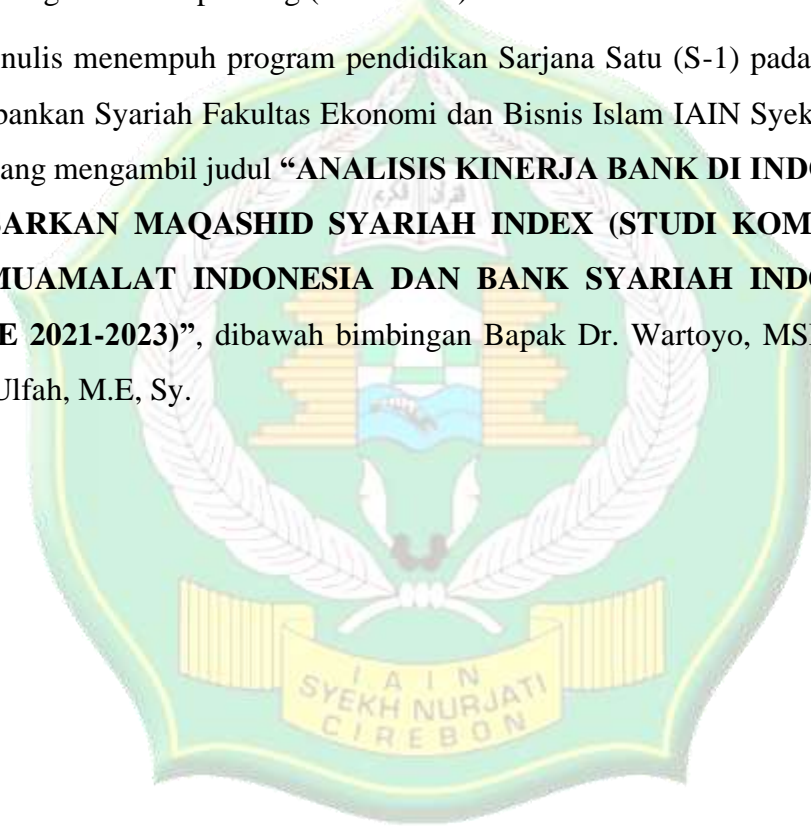 nulis menempuh program pendidikan Sarjana Satu (S-1) pada
bankan Syariah Fakultas Ekonomi dan Bisnis Islam IAIN Syek
ang mengambil judul “ANALISIS KINERJA BANK DI INDO
SARKAN MAQASHID SYARIAH INDEX (STUDI KOM
MUAMALAT INDONESIA DAN BANK SYARIAH INDO
E 2021-2023)”, dibawah bimbingan Bapak Dr. Wartoyo, MS
Ulfah, M.E, Sy.
I A I N
SYEKH NURJATI
CIREBON